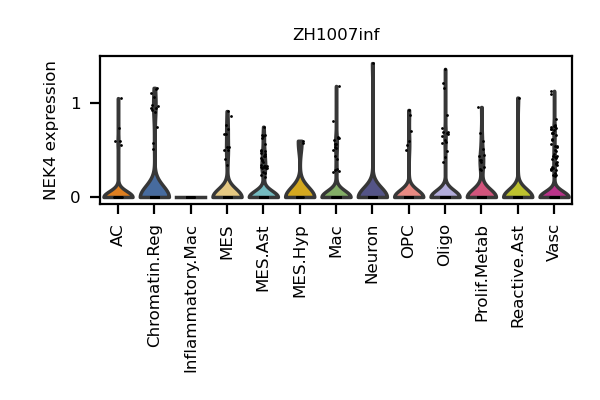 ZH1007inf
NEK4 expression
1
0
AC
Chromatin.Reg
Inflammatory.Mac
MES
MES.Ast
MES.Hyp
Mac
Neuron
OPC
Oligo
Prolif.Metab
Reactive.Ast
Vasc